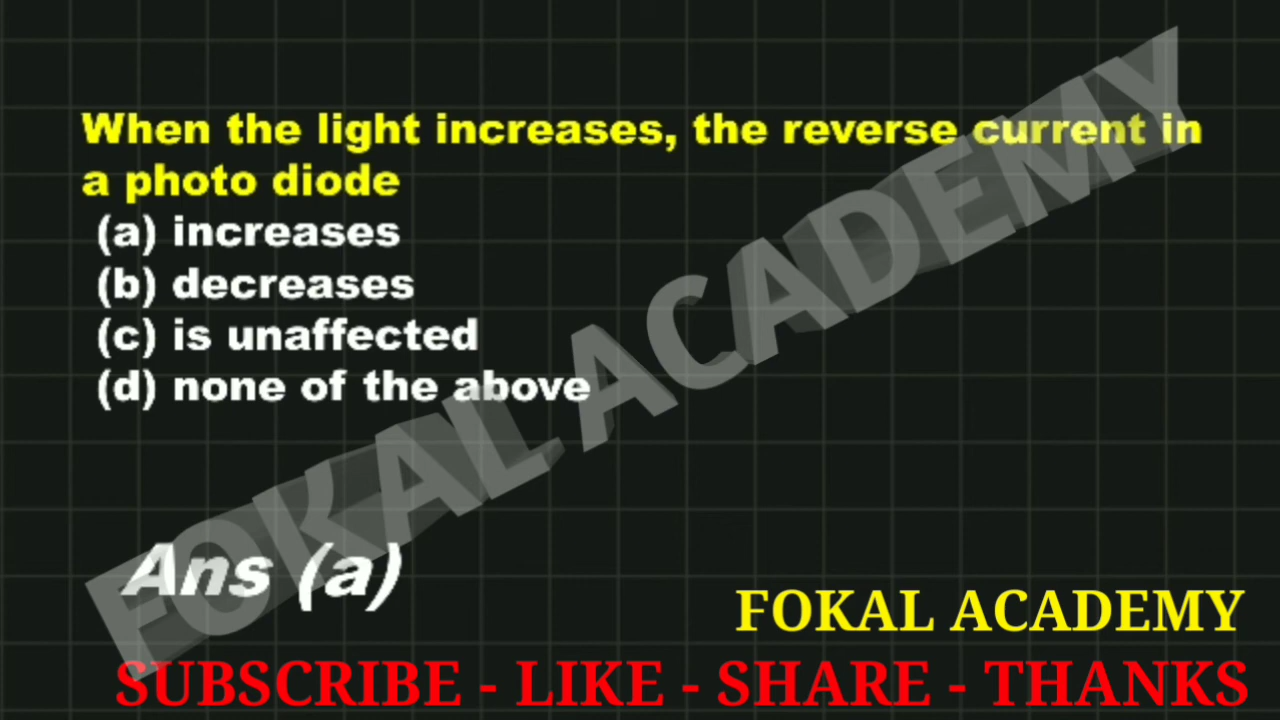 When the light increases, the reverse current in
a photo diode
(a) increases
(b) decreases
(c) is unaffected
(d) none of the above
FOKAL ACADEMY
Ans (a)
FOKAL ACADEMY
SUBSCRIBE - LIKE - SHARE - THANKS